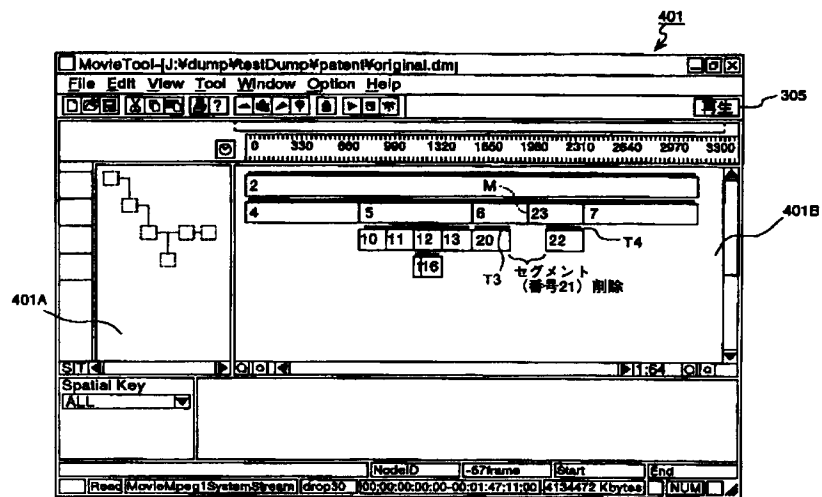 401
MovieTool-[J:¥dump¥testDump¥patent¥original.dm]
File Edit View Tool Window Option Help
再生
305
0 330 660 990 1320 1650 1980 2310 2640 2970 3300
2
M
4 5 6 23 7
401B
10 11 12 13 20 22
T4
T3
セグメント
(番号21) 削除
116
401A
S T
1:64
Spatial Key
ALL
NodeID -67frame Start End
Read MovieMpeg1SystemStream drop30 00:00:00:00:00-00:01:47:11:00 4134472 Kbytes NUM